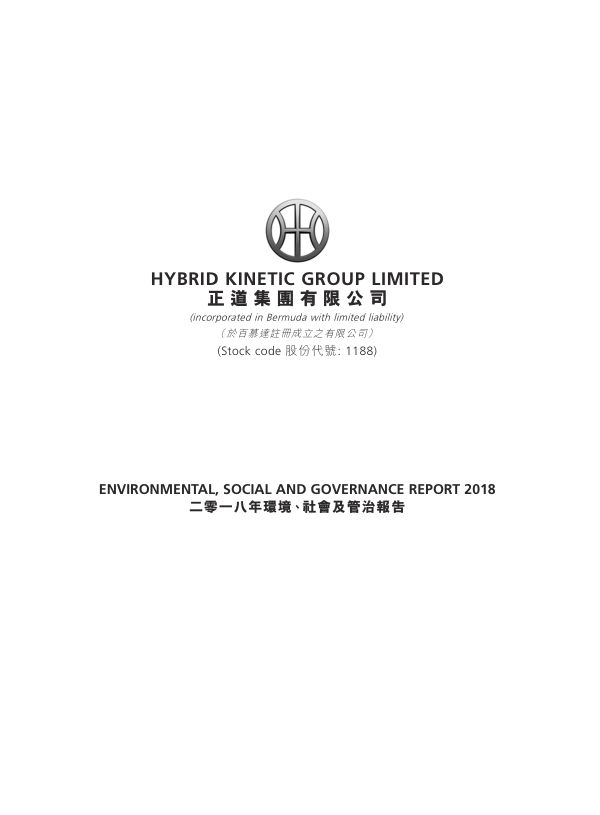 HYBRID KINETIC GROUP LIMITED
正道集團有限公司
(incorporated in Bermuda with limited liability)
（於百慕達註冊成立之有限公司）
(Stock code 股份代號: 1188)
ENVIRONMENTAL, SOCIAL AND GOVERNANCE REPORT 2018
二零一八年環境、社會及管治報告